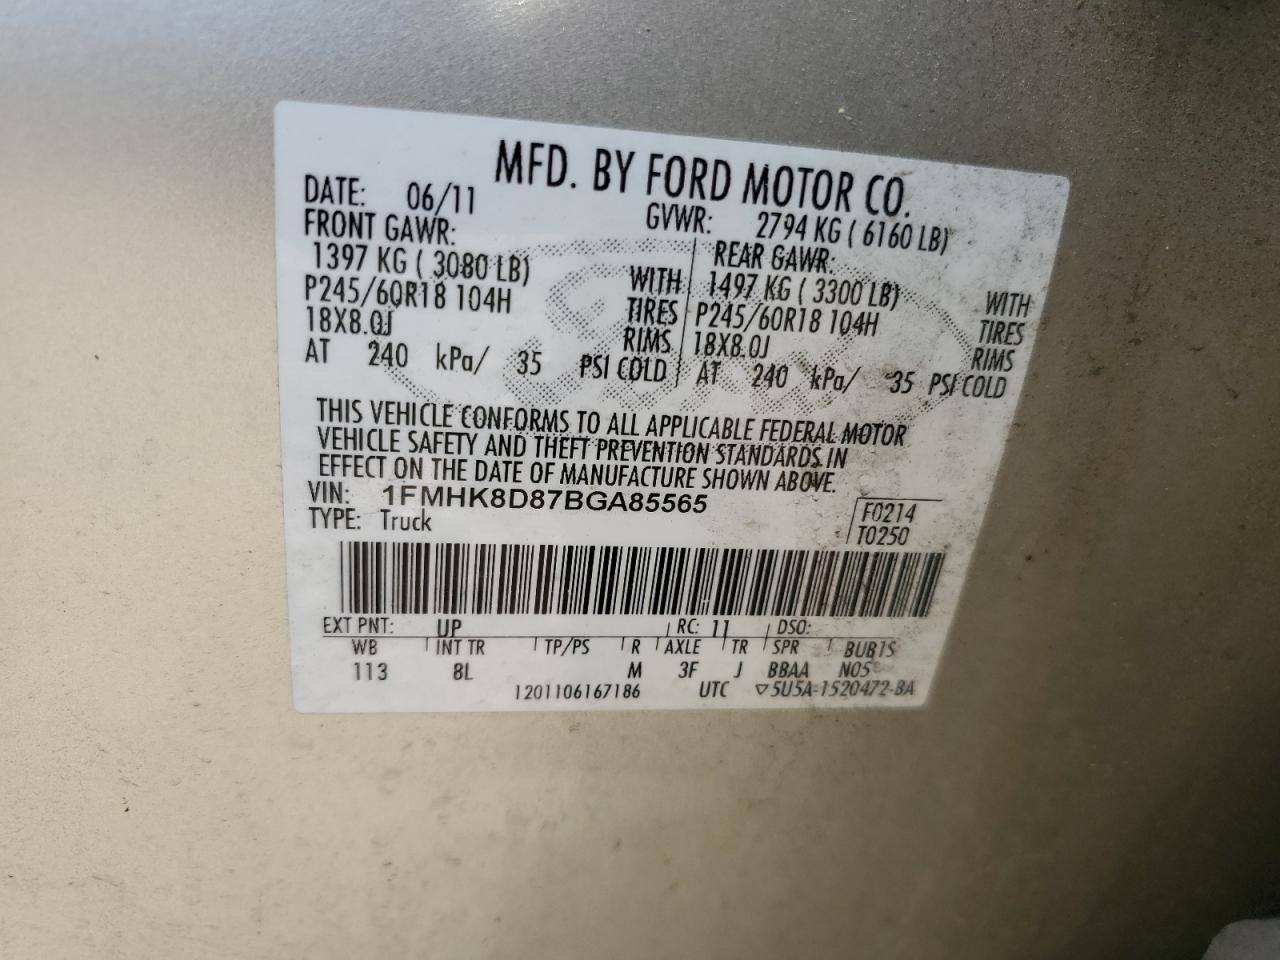 MFD. BY FORD MOTOR CO.
DATE: 06/11 GVWR: 2794 KG ( 6160 LB)
FRONT GAWR: REAR GAWR:
1397 KG ( 3080 LB) WITH 1497 KG ( 3300 LB) WITH
P245/60R18 104H TIRES P245/60R18 104H TIRES
18X8.0J RIMS 18X8.0J RIMS
AT 240 kPa/ 35 PSI COLD AT 240 kPa/ 35 PSI COLD
THIS VEHICLE CONFORMS TO ALL APPLICABLE FEDERAL MOTOR
VEHICLE SAFETY AND THEFT PREVENTION STANDARDS IN
EFFECT ON THE DATE OF MANUFACTURE SHOWN ABOVE.
VIN: 1FMHK8D87BGA85565 F0214
TYPE: Truck T0250
EXT PNT: UP RC: 11 DSO:
WB INT TR TP/PS R AXLE TR SPR BUB1S
113 8L M 3F J BBAA N05
1201106167186 UTC ▽5U5A-1520472-BA